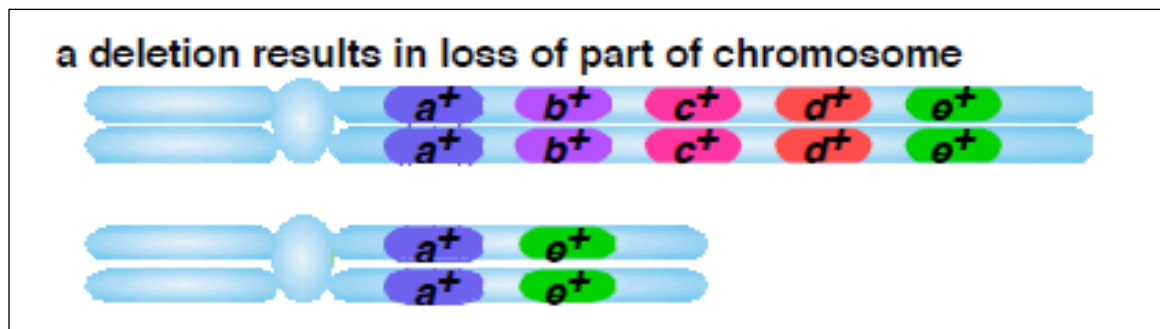 a deletion results in loss of part of chromosome
a+ b+ c+ d+ e+
a+ b+ c+ d+ e+
a+ e+
a+ e+